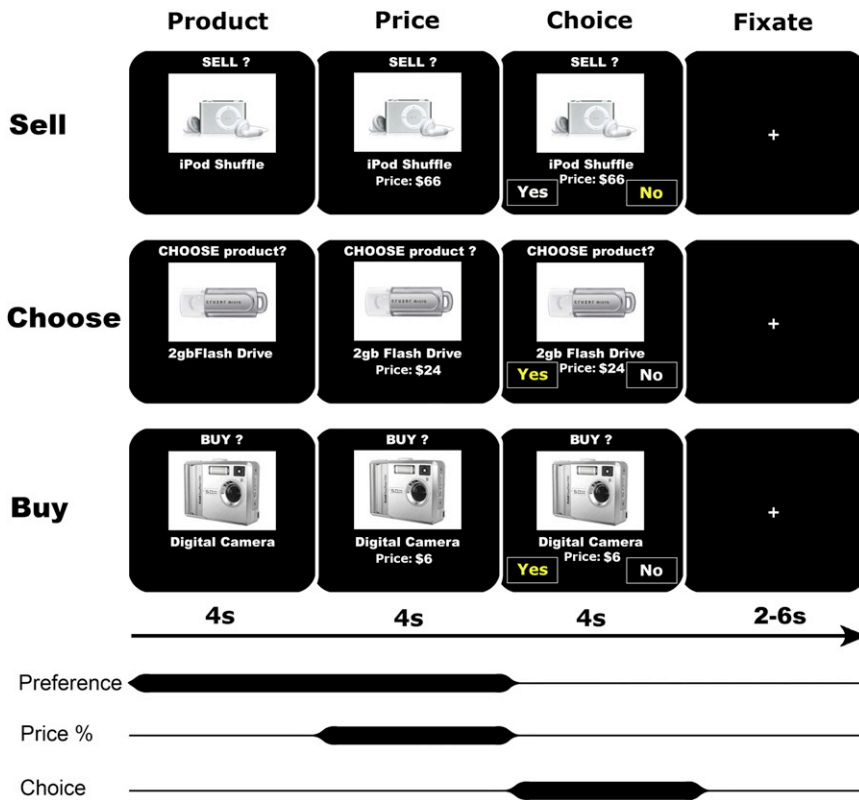 Product Price Choice Fixate
Sell
SELL ?
iPod Shuffle
SELL ?
iPod Shuffle
Price: $66
SELL ?
iPod Shuffle
Price: $66
Yes No
+
Choose
CHOOSE product?
2gbFlash Drive
CHOOSE product ?
2gb Flash Drive
Price: $24
CHOOSE product?
2gb Flash Drive
Price: $24
Yes No
+
Buy
BUY ?
Digital Camera
BUY ?
Digital Camera
Price: $6
BUY ?
Digital Camera
Price: $6
Yes No
+
4s 4s 4s 2-6s
Preference
Price %
Choice